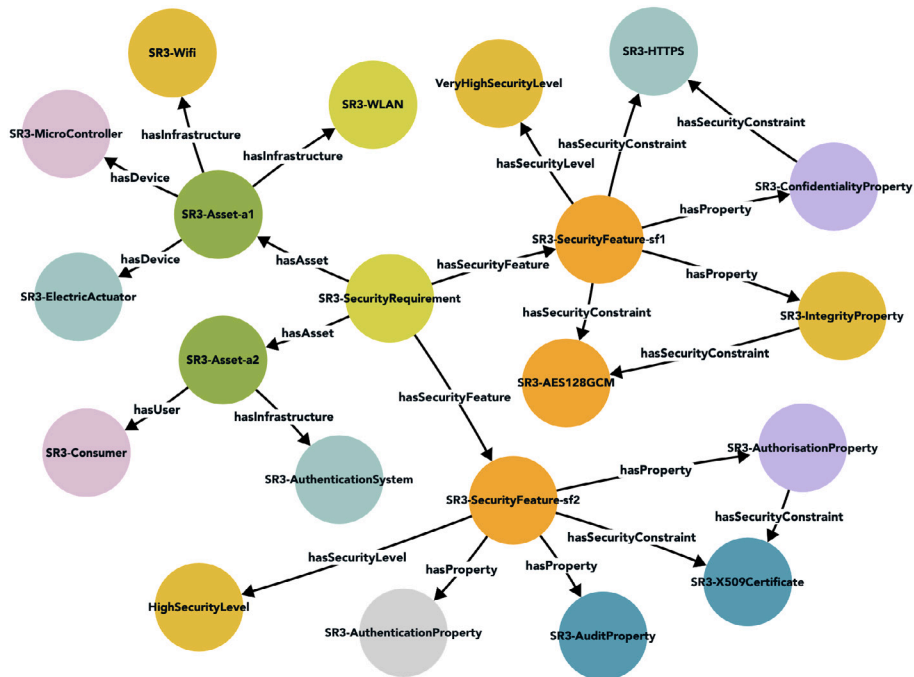 SR3-Wifi
SR3-HTTPS
VeryHighSecurityLevel
SR3-WLAN
SR3-MicroController
hasInfrastructure
hasInfrastructure
hasSecurityConstraint
hasSecurityConstraint
hasSecurityLevel
hasDevice
SR3-ConfidentialityProperty
hasProperty
SR3-Asset-a1
SR3-SecurityFeature-sf1
hasDevice
hasAsset
hasSecurityFeature
hasProperty
SR3-ElectricActuator
SR3-SecurityRequirement
hasSecurityConstraint
SR3-IntegrityProperty
hasAsset
hasSecurityConstraint
SR3-Asset-a2
SR3-AES128GCM
hasSecurityFeature
hasUser
hasInfrastructure
SR3-Consumer
SR3-AuthorisationProperty
hasProperty
SR3-AuthenticationSystem
SR3-SecurityFeature-sf2
hasSecurityConstraint
hasSecurityConstraint
hasSecurityLevel
hasProperty
hasProperty
SR3-X509Certificate
HighSecurityLevel
SR3-AuthenticationProperty
SR3-AuditProperty